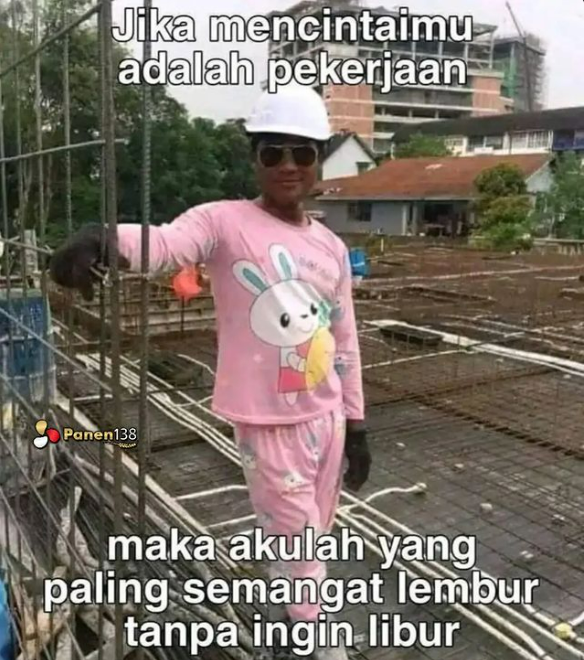 Jika mencintaimu
adalah pekerjaan
Panen138
maka akulah yang
paling semangat lembur
tanpa ingin libur